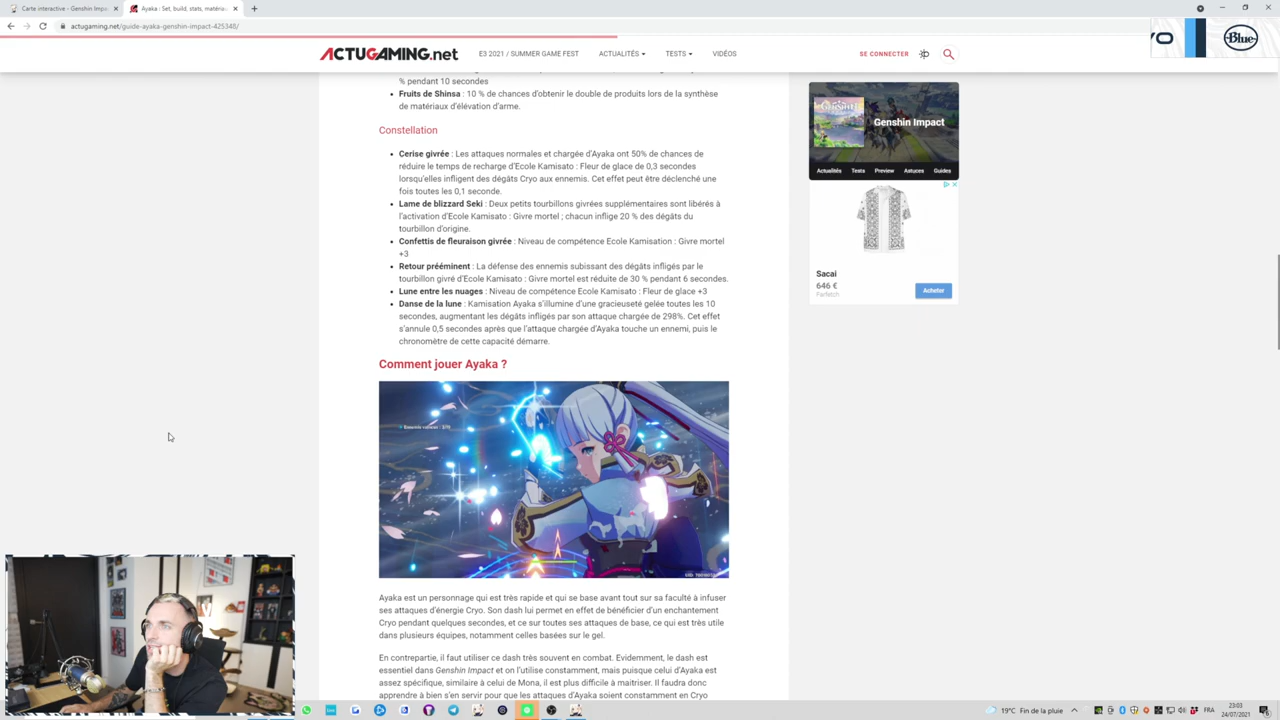 Carte interactive - Genshin Impa
Ayaka : Set, build, stats, matéria
actugaming.net/guide-ayaka-genshin-impact-425348/
ACTUGAMING.net
E3 2021 / SUMMER GAME FEST
ACTUALITÉS
TESTS
VIDÉOS
SE CONNECTER
YO
Blue
% pendant 10 secondes
Fruits de Shinsa : 10 % de chances d'obtenir le double de produits lors de la synthèse
de matériaux d'élévation d'arme.
Constellation
Cerise givrée : Les attaques normales et chargée d'Ayaka ont 50% de chances de
réduire le temps de recharge d'Ecole Kamisato : Fleur de glace de 0,3 secondes
lorsqu'elles infligent des dégâts Cryo aux ennemis. Cet effet peut être déclenché une
fois toutes les 0,1 seconde.
Lame de blizzard Seki : Deux petits tourbillons givrées supplémentaires sont libérés à
l'activation d'Ecole Kamisato : Givre mortel ; chacun inflige 20 % des dégâts du
tourbillon d'origine.
Confettis de fleuraison givrée : Niveau de compétence Ecole Kamisation : Givre mortel
+3
Retour prééminent : La défense des ennemis subissant des dégâts infligés par le
tourbillon givré d'Ecole Kamisato : Givre mortel est réduite de 30 % pendant 6 secondes.
Lune entre les nuages : Niveau de compétence Ecole Kamisato : Fleur de glace +3
Danse de la lune : Kamisation Ayaka s'illumine d'une gracieuseté gelée toutes les 10
secondes, augmentant les dégâts infligés par son attaque chargée de 298%. Cet effet
s'annule 0,5 secondes après que l'attaque chargée d'Ayaka touche un ennemi, puis le
chronomètre de cette capacité démarre.
Comment jouer Ayaka ?
Ayaka est un personnage qui est très rapide et qui se base avant tout sur sa faculté à infuser
ses attaques d'énergie Cryo. Son dash lui permet en effet de bénéficier d'un enchantement
Cryo pendant quelques secondes, et ce sur toutes ses attaques de base, ce qui est très utile
dans plusieurs équipes, notamment celles basées sur le gel.
En contrepartie, il faut utiliser ce dash très souvent en combat. Evidemment, le dash est
essentiel dans Genshin Impact et on l'utilise constamment, mais puisque celui d'Ayaka est
assez spécifique, similaire à celui de Mona, il est plus difficile à maitriser. Il faudra donc
apprendre à bien s'en servir pour que les attaques d'Ayaka soient constamment en Cryo
Genshin Impact
Actualités
Tests
Preview
Astuces
Guides
Sacai
646 €
Farfetch
Acheter
19°C Fin de la pluie
FRA
23:03
24/07/2021